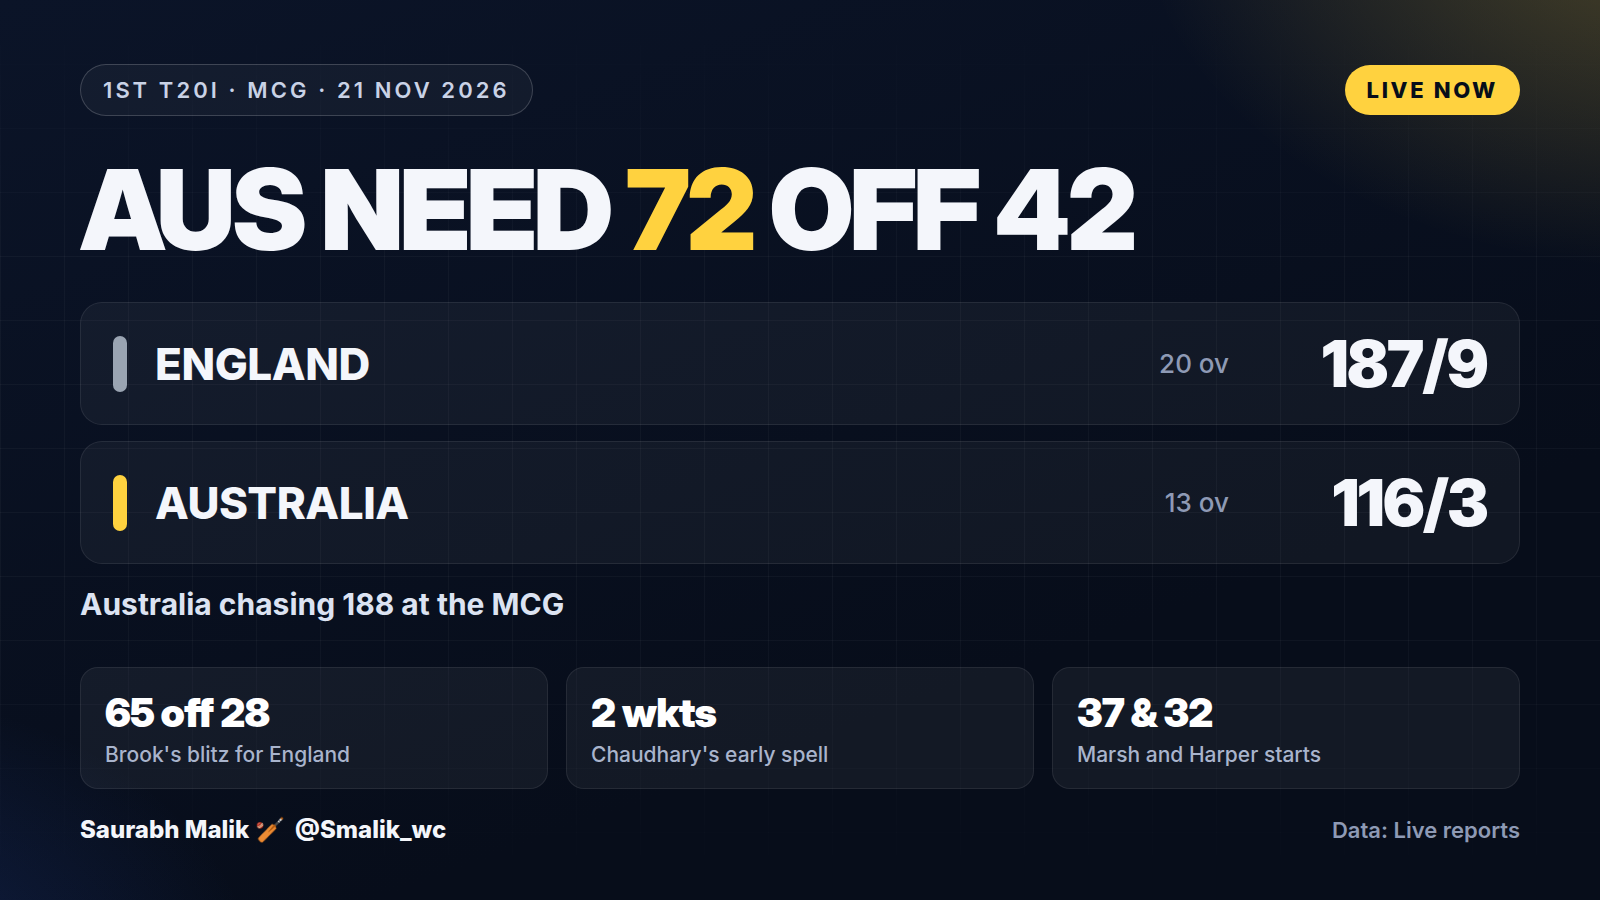 1ST T20I · MCG · 21 NOV 2026
LIVE NOW
AUS NEED 72 OFF 42
ENGLAND 20 ov 187/9
AUSTRALIA 13 ov 116/3
Australia chasing 188 at the MCG
65 off 28
Brook's blitz for England
2 wkts
Chaudhary's early spell
37 & 32
Marsh and Harper starts
Saurabh Malik 🏏 @Smalik_wc
Data: Live reports